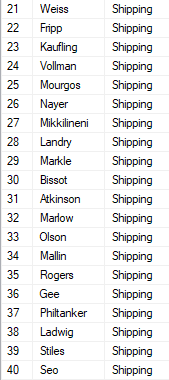 21 Weiss Shipping
22 Fripp Shipping
23 Kaufling Shipping
24 Vollman Shipping
25 Mourgos Shipping
26 Nayer Shipping
27 Mikkilineni Shipping
28 Landry Shipping
29 Markle Shipping
30 Bissot Shipping
31 Atkinson Shipping
32 Marlow Shipping
33 Olson Shipping
34 Mallin Shipping
35 Rogers Shipping
36 Gee Shipping
37 Philtanker Shipping
38 Ladwig Shipping
39 Stiles Shipping
40 Seo Shipping